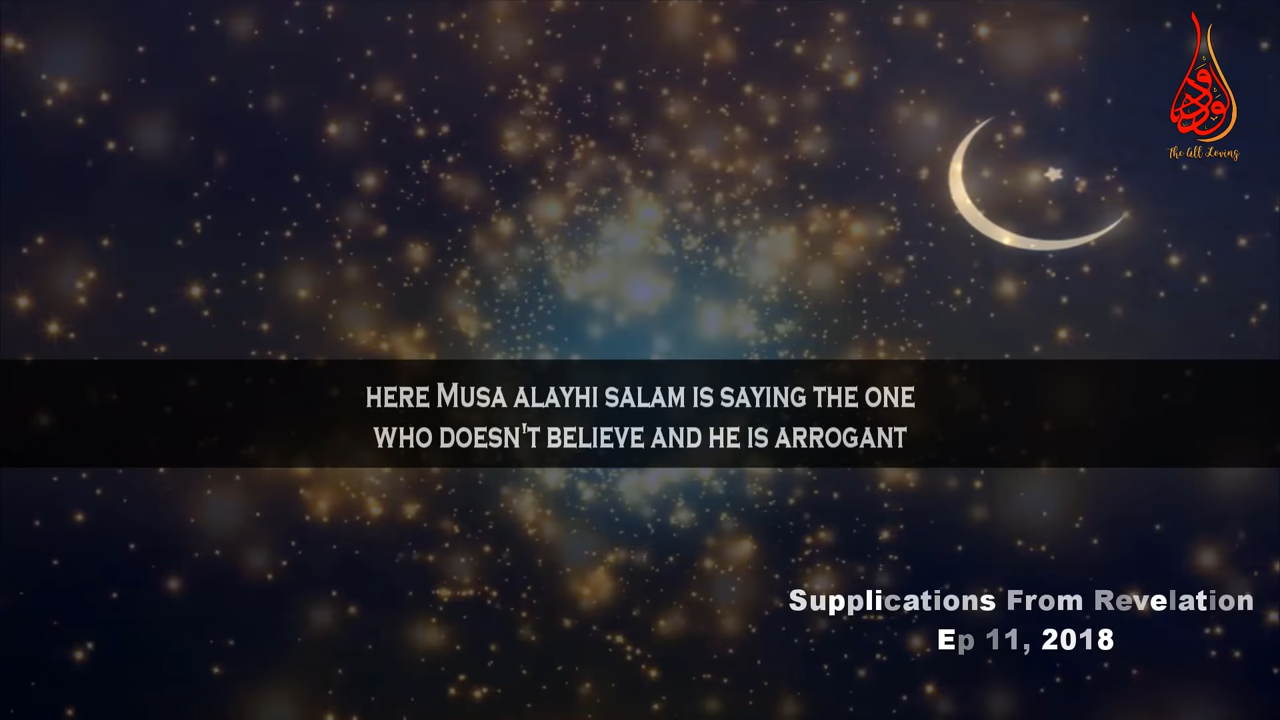 الودود
The All Loving
HERE MUSA ALAYHI SALAM IS SAYING THE ONE
WHO DOESN'T BELIEVE AND HE IS ARROGANT
Supplications From Revelation
Ep 11, 2018